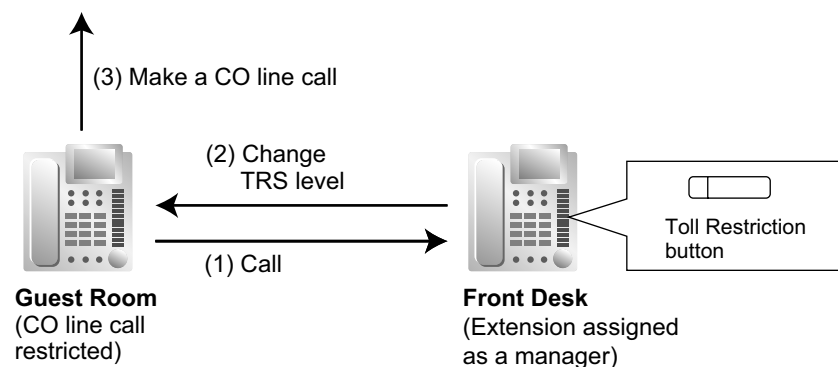 (3) Make a CO line call
(2) Change
TRS level
(1) Call
Toll Restriction
button
Guest Room
(CO line call
restricted)
Front Desk
(Extension assigned
as a manager)